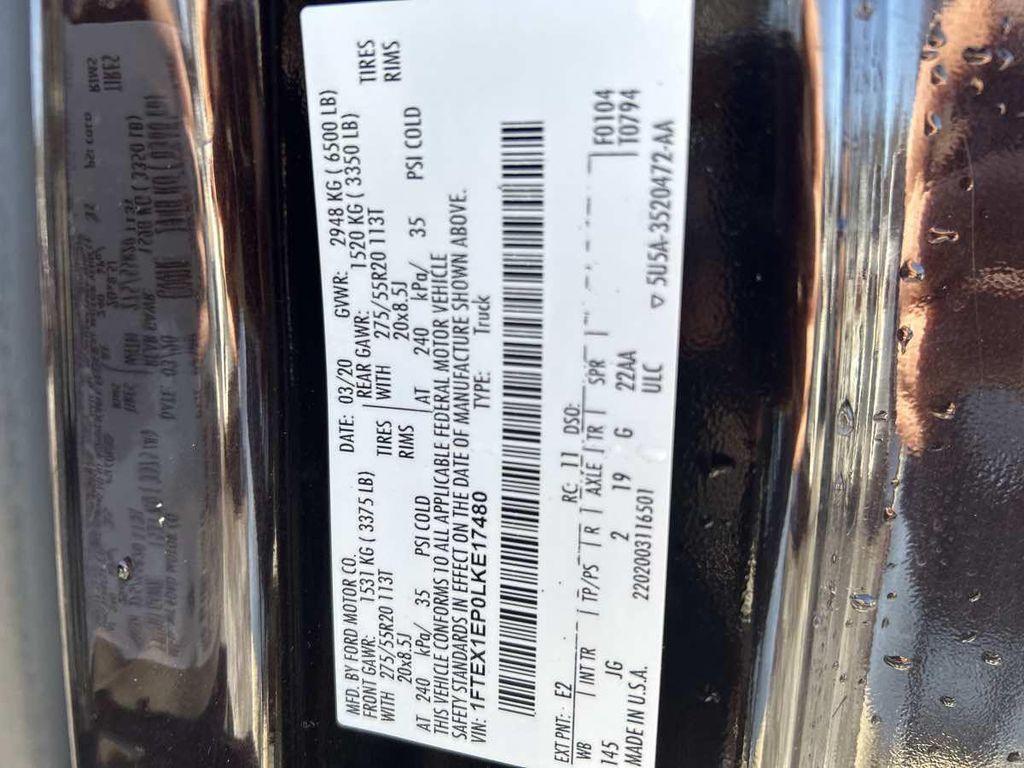 MFD. BY FORD MOTOR CO.
DATE: 03/20 GVWR: 2948 KG ( 6500 LB)
FRONT GAWR: 1531 KG ( 3375 LB) REAR GAWR: 1520 KG ( 3350 LB)
WITH 275/55R20 113T TIRES WITH 275/55R20 113T TIRES
20x8.5J RIMS 20x8.5J RIMS
AT 240 kPa/ 35 PSI COLD AT 240 kPa/ 35 PSI COLD
THIS VEHICLE CONFORMS TO ALL APPLICABLE FEDERAL MOTOR VEHICLE
SAFETY STANDARDS IN EFFECT ON THE DATE OF MANUFACTURE SHOWN ABOVE.
VIN: 1FTEX1EP0LKE17480 TYPE: Truck
EXT PNT: E2 RC: 11 DSO: F0104
WB INT TR TP/PS R AXLE TR SPR T0794
145 JG 2 19 G 22AA
MADE IN U.S.A. 2202003116501 ULC
5U5A-3520472-AA